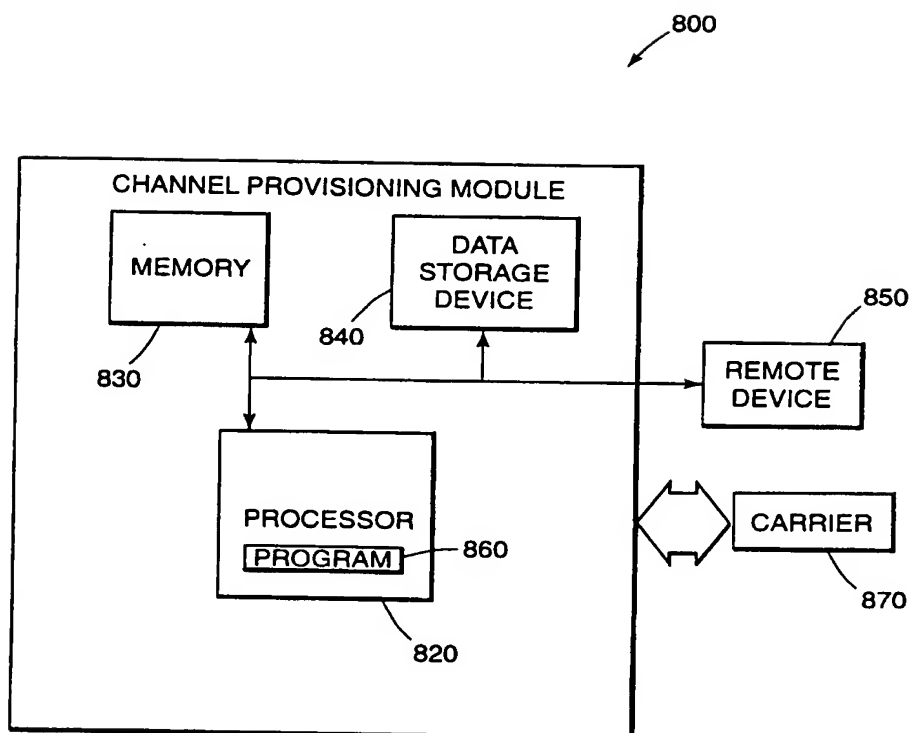 800
CHANNEL PROVISIONING MODULE
MEMORY
830
DATA
STORAGE
DEVICE
840
850
REMOTE
DEVICE
PROCESSOR
PROGRAM
860
820
CARRIER
870